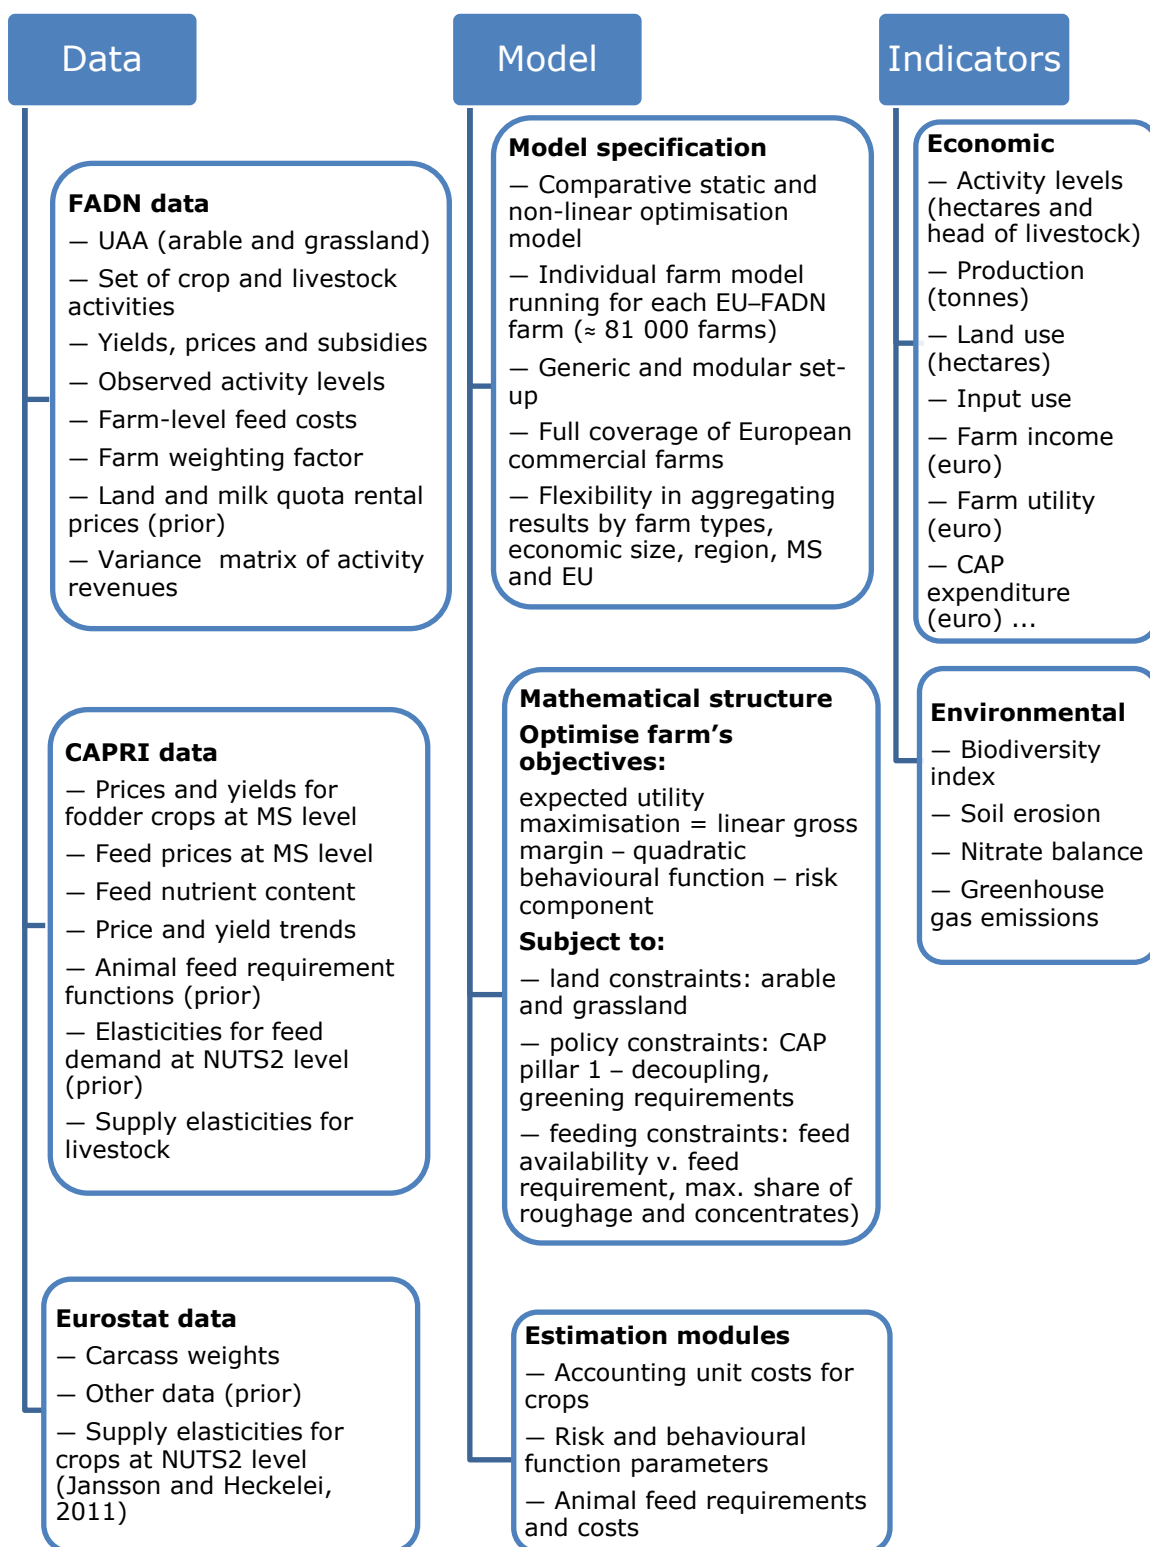 Data
FADN data
— UAA (arable and grassland)
— Set of crop and livestock
activities
— Yields, prices and subsidies
— Observed activity levels
— Farm-level feed costs
— Farm weighting factor
— Land and milk quota rental
prices (prior)
— Variance  matrix of activity
revenues
CAPRI data
— Prices and yields for
fodder crops at MS level
— Feed prices at MS level
— Feed nutrient content
— Price and yield trends
— Animal feed requirement
functions (prior)
— Elasticities for feed
demand at NUTS2 level
(prior)
— Supply elasticities for
livestock
Eurostat data
— Carcass weights
— Other data (prior)
— Supply elasticities for
crops at NUTS2 level
(Jansson and Heckelei,
2011)
Model
Model specification
— Comparative static and
non-linear optimisation
model
— Individual farm model
running for each EU–FADN
farm (≈ 81 000 farms)
— Generic and modular set-
up
— Full coverage of European
commercial farms
— Flexibility in aggregating
results by farm types,
economic size, region, MS
and EU
Mathematical structure
Optimise farm's
objectives:
expected utility
maximisation = linear gross
margin – quadratic
behavioural function – risk
component
Subject to:
— land constraints: arable
and grassland
— policy constraints: CAP
pillar 1 – decoupling,
greening requirements
— feeding constraints: feed
availability v. feed
requirement, max. share of
roughage and concentrates)
Estimation modules
— Accounting unit costs for
crops
— Risk and behavioural
function parameters
— Animal feed requirements
and costs
Indicators
Economic
— Activity levels
(hectares and
head of livestock)
— Production
(tonnes)
— Land use
(hectares)
— Input use
— Farm income
(euro)
— Farm utility
(euro)
— CAP
expenditure
(euro) ...
Environmental
— Biodiversity
index
— Soil erosion
— Nitrate balance
— Greenhouse
gas emissions